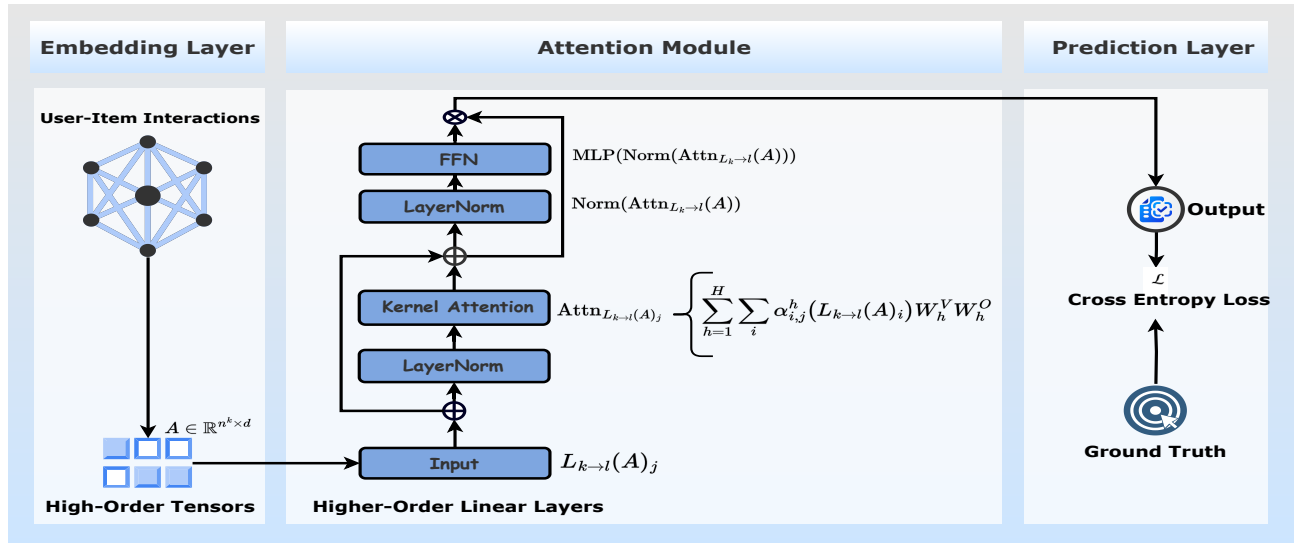 Embedding Layer
Attention Module
Prediction Layer
User-Item Interactions
A ∈ ℝ^{n^k×d}
High-Order Tensors
FFN
MLP(Norm(Attn_{L_{k→l}}(A)))
LayerNorm
Norm(Attn_{L_{k→l}}(A))
Kernel Attention
Attn_{L_{k→l}(A)_j}
∑_{h=1}^{H} ∑_{i} α_{i,j}^{h}(L_{k→l}(A)_i)W_h^V W_h^O
LayerNorm
Input
L_{k→l}(A)_j
Higher-Order Linear Layers
Output
ℒ
Cross Entropy Loss
Ground Truth